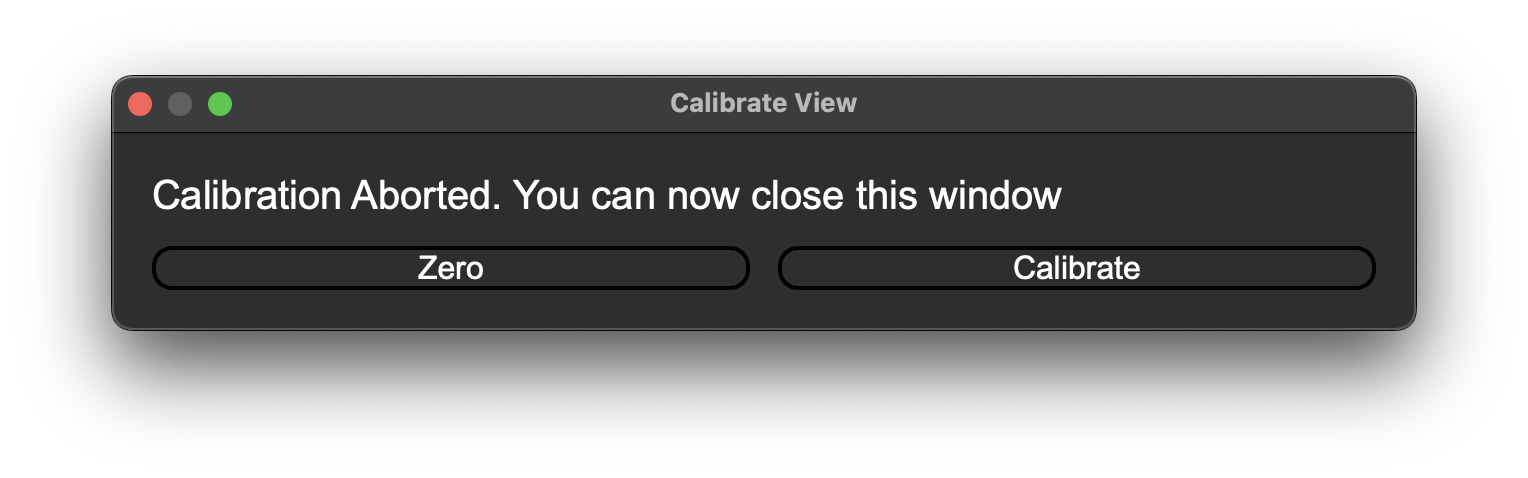 Calibrate View
Calibration Aborted. You can now close this window
Zero
Calibrate